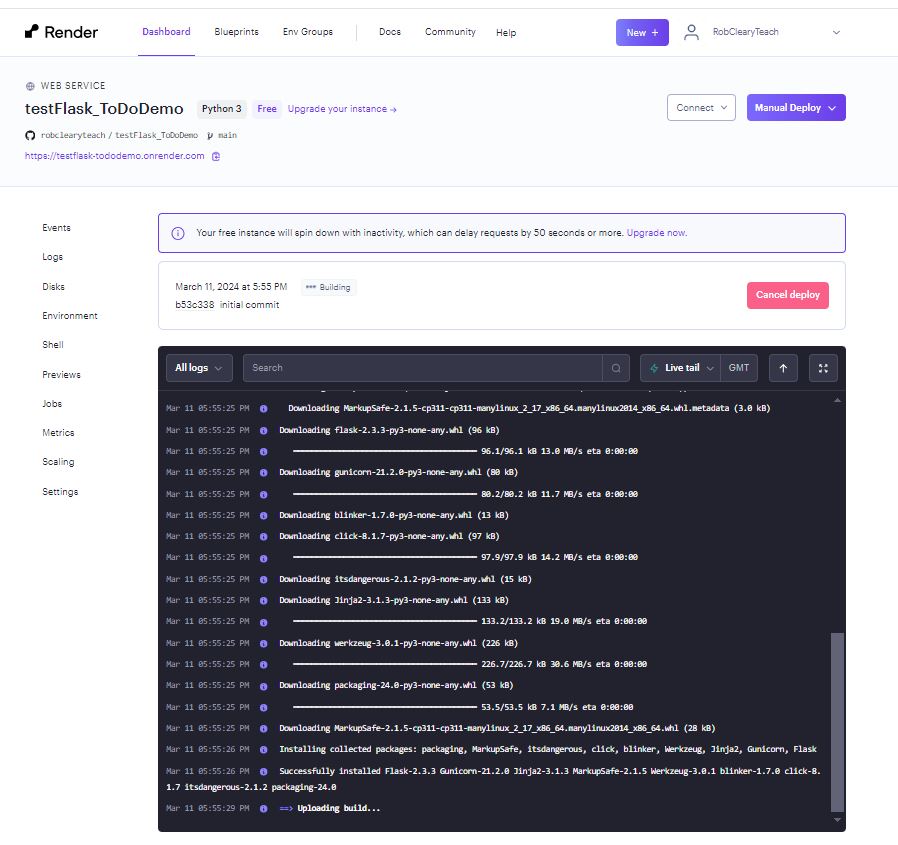 Render
Dashboard
Blueprints
Env Groups
Docs
Community
Help
New +
RobClearyTeach
WEB SERVICE
testFlask_ToDoDemo Python 3 Free Upgrade your instance →
Connect
Manual Deploy
robclearyteach / testFlask_ToDoDemo main
https://testflask-tododemo.onrender.com
Events
Logs
Disks
Environment
Shell
Previews
Jobs
Metrics
Scaling
Settings
Your free instance will spin down with inactivity, which can delay requests by 50 seconds or more. Upgrade now.
March 11, 2024 at 5:55 PM Building
b53c338 initial commit
Cancel deploy
All logs
Search
Live tail
GMT
Mar 11 05:55:25 PM Downloading MarkupSafe-2.1.5-cp311-cp311-manylinux_2_17_x86_64.manylinux2014_x86_64.whl.metadata (3.0 kB)
Mar 11 05:55:25 PM Downloading flask-2.3.3-py3-none-any.whl (96 kB)
Mar 11 05:55:25 PM 96.1/96.1 kB 13.0 MB/s eta 0:00:00
Mar 11 05:55:25 PM Downloading gunicorn-21.2.0-py3-none-any.whl (80 kB)
Mar 11 05:55:25 PM 80.2/80.2 kB 11.7 MB/s eta 0:00:00
Mar 11 05:55:25 PM Downloading blinker-1.7.0-py3-none-any.whl (13 kB)
Mar 11 05:55:25 PM Downloading click-8.1.7-py3-none-any.whl (97 kB)
Mar 11 05:55:25 PM 97.9/97.9 kB 14.2 MB/s eta 0:00:00
Mar 11 05:55:25 PM Downloading itsdangerous-2.1.2-py3-none-any.whl (15 kB)
Mar 11 05:55:25 PM Downloading Jinja2-3.1.3-py3-none-any.whl (133 kB)
Mar 11 05:55:25 PM 133.2/133.2 kB 19.0 MB/s eta 0:00:00
Mar 11 05:55:25 PM Downloading werkzeug-3.0.1-py3-none-any.whl (226 kB)
Mar 11 05:55:25 PM 226.7/226.7 kB 30.6 MB/s eta 0:00:00
Mar 11 05:55:25 PM Downloading packaging-24.0-py3-none-any.whl (53 kB)
Mar 11 05:55:25 PM 53.5/53.5 kB 7.1 MB/s eta 0:00:00
Mar 11 05:55:25 PM Downloading MarkupSafe-2.1.5-cp311-cp311-manylinux_2_17_x86_64.manylinux2014_x86_64.whl (28 kB)
Mar 11 05:55:26 PM Installing collected packages: packaging, MarkupSafe, itsdangerous, click, blinker, Werkzeug, Jinja2, Gunicorn, Flask
Mar 11 05:55:26 PM Successfully installed Flask-2.3.3 Gunicorn-21.2.0 Jinja2-3.1.3 MarkupSafe-2.1.5 Werkzeug-3.0.1 blinker-1.7.0 click-8.
1.7 itsdangerous-2.1.2 packaging-24.0
Mar 11 05:55:29 PM ==> Uploading build...